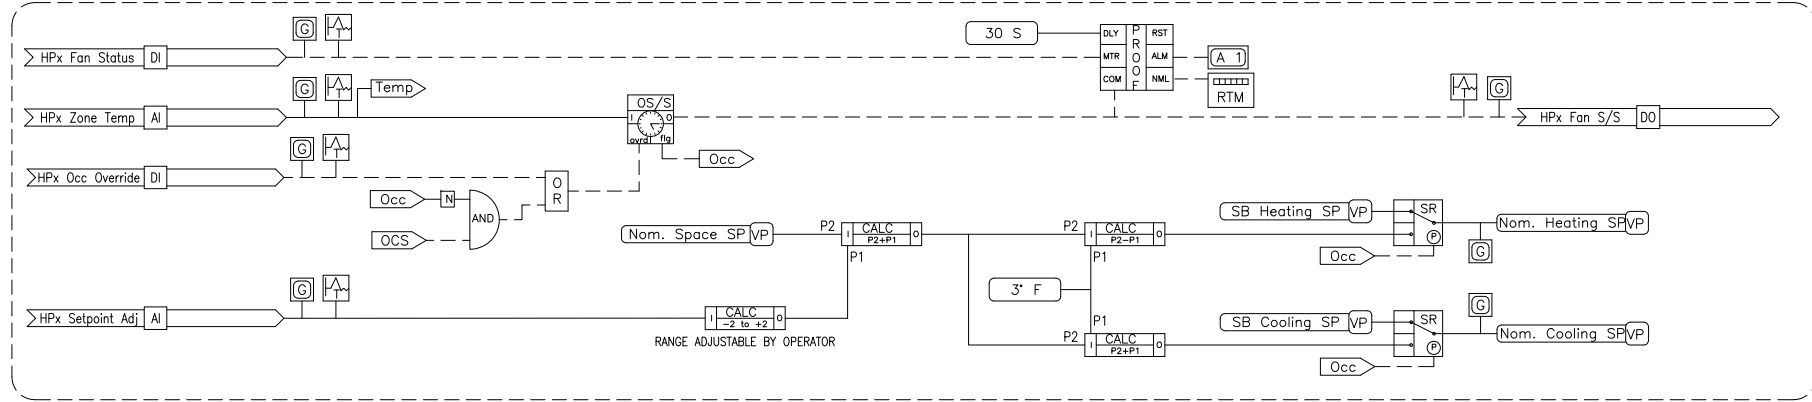 G
30 S
DLY
PROOF
RST
HPx Fan Status DI
MTR
ALM
A 1
COM
NML
RTM
G
Temp
OS/S
HPx Zone Temp AI
I
O
ovrd
flg
G
HPx Fan S/S DO
G
Occ
HPx Occ Override DI
OR
Occ
N
AND
OCS
Nom. Space SP VP
P2
I
CALC
P2+P1
O
P1
P2
I
CALC
P2-P1
O
P1
SB Heating SP VP
SR
P
Nom. Heating SP VP
Occ
G
3° F
G
HPx Setpoint Adj AI
I
CALC
-2 to +2
O
RANGE ADJUSTABLE BY OPERATOR
P1
P2
I
CALC
P2+P1
O
SB Cooling SP VP
SR
P
G
Nom. Cooling SP VP
Occ